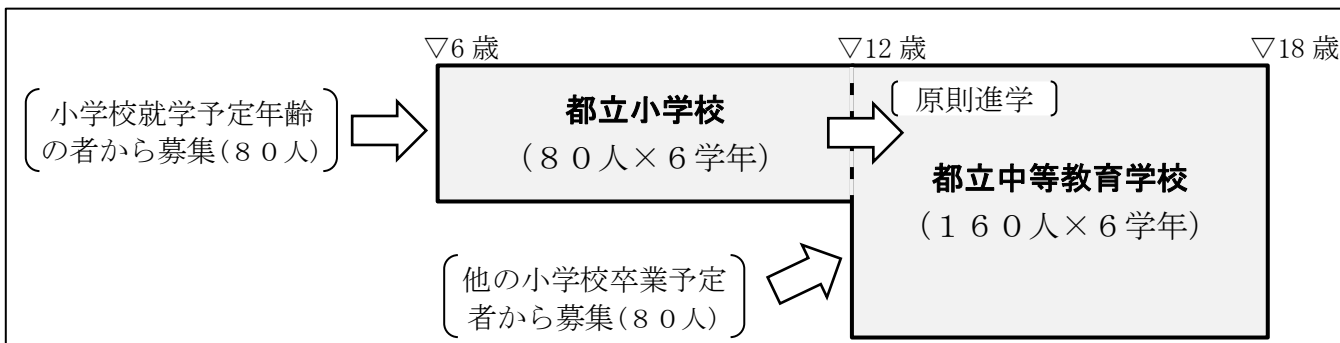 ▽6歳
▽12歳
▽18歳
小学校就学予定年齢
の者から募集(80人)
都立小学校
(80人×6学年)
原則進学
都立中等教育学校
(160人×6学年)
他の小学校卒業予定
者から募集(80人)